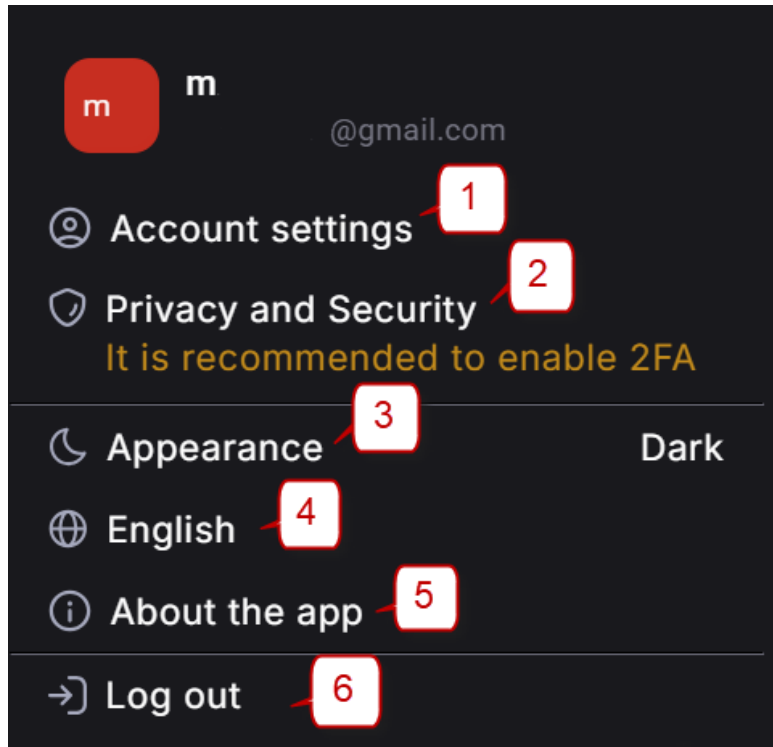 m
m
@gmail.com
1
Account settings
2
Privacy and Security
It is recommended to enable 2FA
3
Appearance Dark
4
English
5
About the app
6
Log out